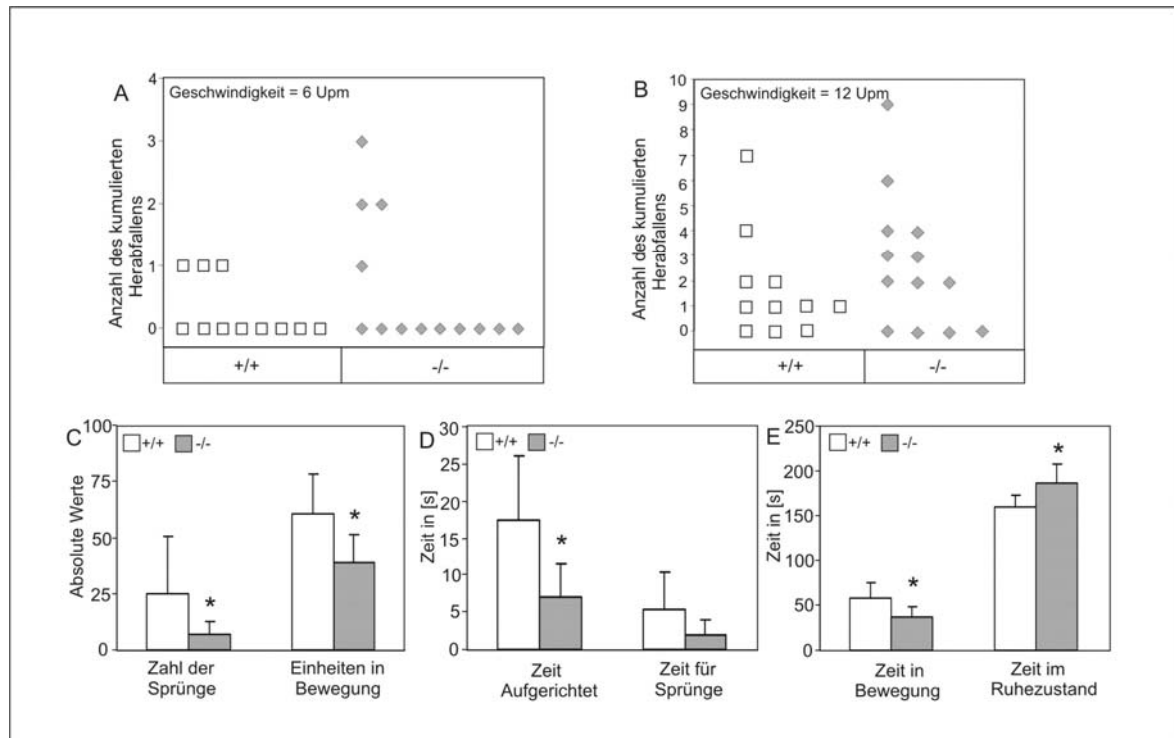 A
Geschwindigkeit = 6 Upm
4
3
2
1
0
Anzahl des kumulierten
Herabfallens
+/+
-/-
B
Geschwindigkeit = 12 Upm
10
9
8
7
6
5
4
3
2
1
0
Anzahl des kumulierten
Herabfallens
+/+
-/-
C
+/+
-/-
100
75
50
25
0
Absolute Werte
*
*
Zahl der
Sprünge
Einheiten in
Bewegung
D
+/+
-/-
30
25
20
15
10
5
0
Zeit in [s]
*
Zeit
Aufgerichtet
Zeit für
Sprünge
E
+/+
-/-
250
200
150
100
50
0
Zeit in [s]
*
*
Zeit in
Bewegung
Zeit im
Ruhezustand